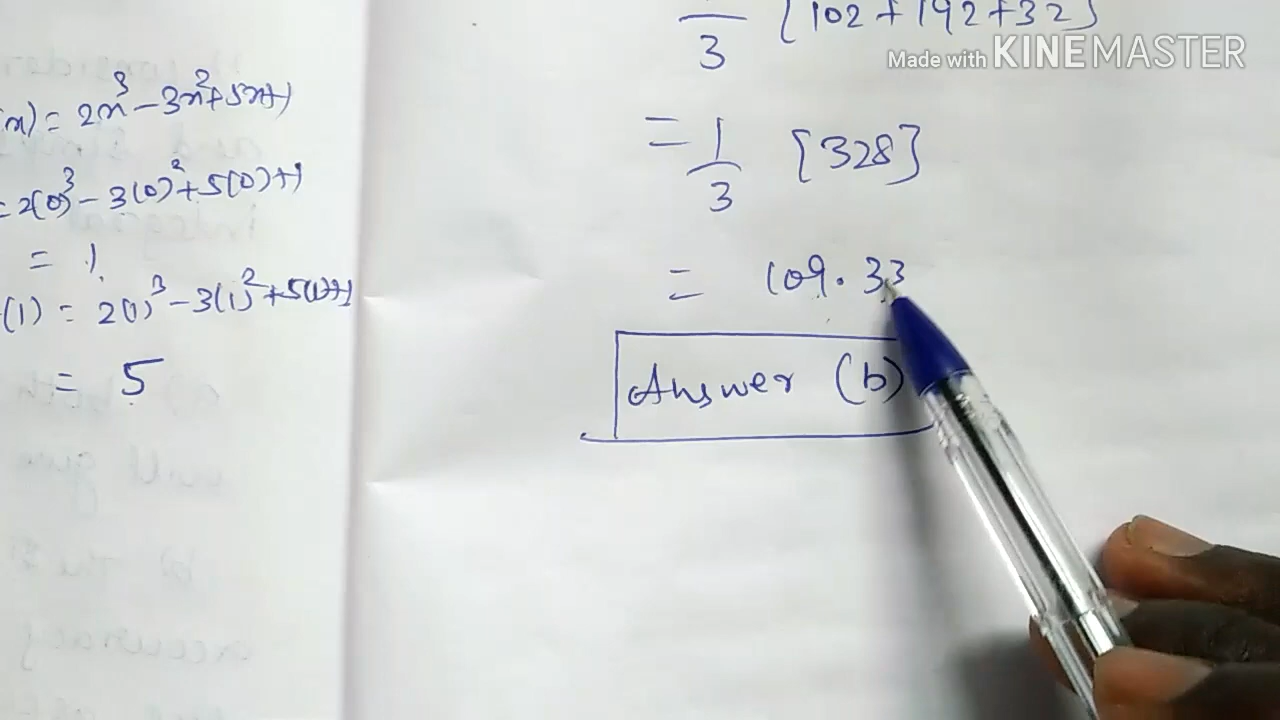 x) = 2x³ - 3x² + 5x + 1
= 2(0)³ - 3(0)² + 5(0) + 1
= 1
(1) = 2(1)³ - 3(1)² + 5(1) + 1
= 5
/3 [102 + 192 + 32]
Made with KINEMASTER
= 1/3 [328]
= 109.33
Answer (b)